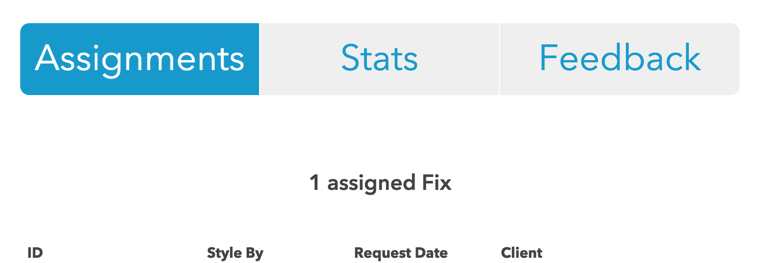 Assignments Stats Feedback
1 assigned Fix
ID Style By Request Date Client